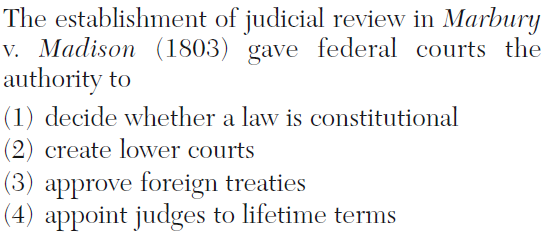 The establishment of judicial review in Marbury
v. Madison (1803) gave federal courts the
authority to
(1) decide whether a law is constitutional
(2) create lower courts
(3) approve foreign treaties
(4) appoint judges to lifetime terms